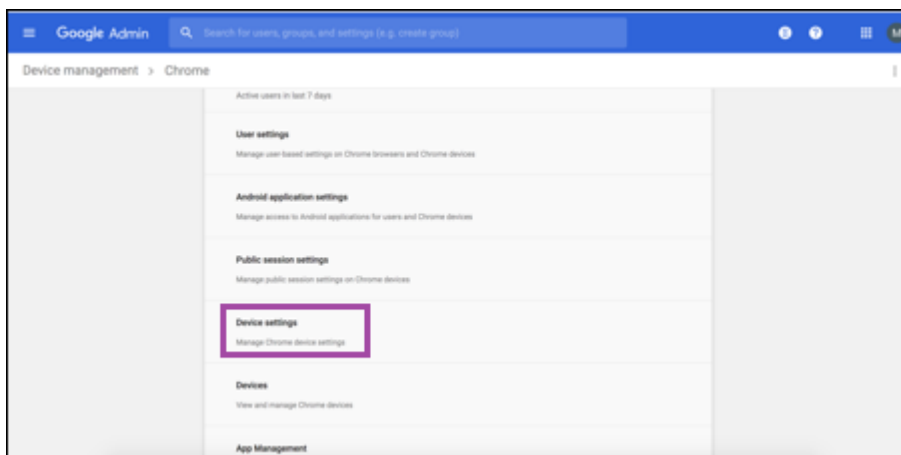 Google Admin
Search for users, groups, and settings (e.g. create group)
M
Device management > Chrome
Active users in last 7 days
User settings
Manage user-based settings on Chrome browsers and Chrome devices
Android application settings
Manage access to Android applications for users and Chrome devices
Public session settings
Manage public session settings on Chrome devices
Device settings
Manage Chrome device settings
Devices
View and manage Chrome devices
App Management